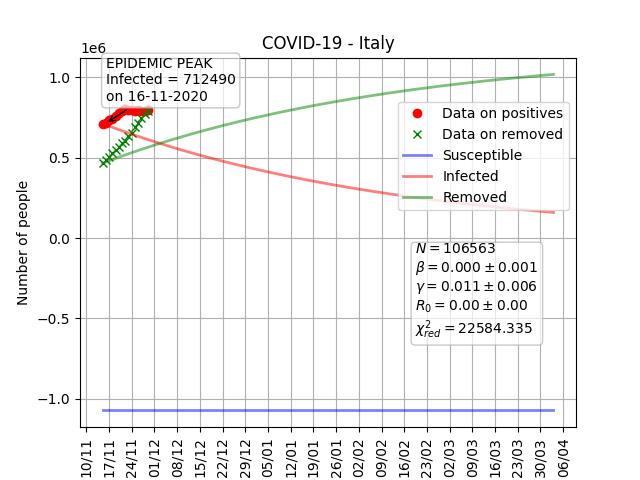 COVID-19 - Italy
1e6
EPIDEMIC PEAK
Infected = 712490
on 16-11-2020
Data on positives
Data on removed
Susceptible
Infected
Removed
N = 106563
β = 0.000 ± 0.001
γ = 0.011 ± 0.006
R₀ = 0.00 ± 0.00
χ²_red = 22584.335
Number of people
1.0
0.5
0.0
−0.5
−1.0
10/11
17/11
24/11
01/12
08/12
15/12
22/12
29/12
05/01
12/01
19/01
26/01
02/02
09/02
16/02
23/02
02/03
09/03
16/03
23/03
30/03
06/04